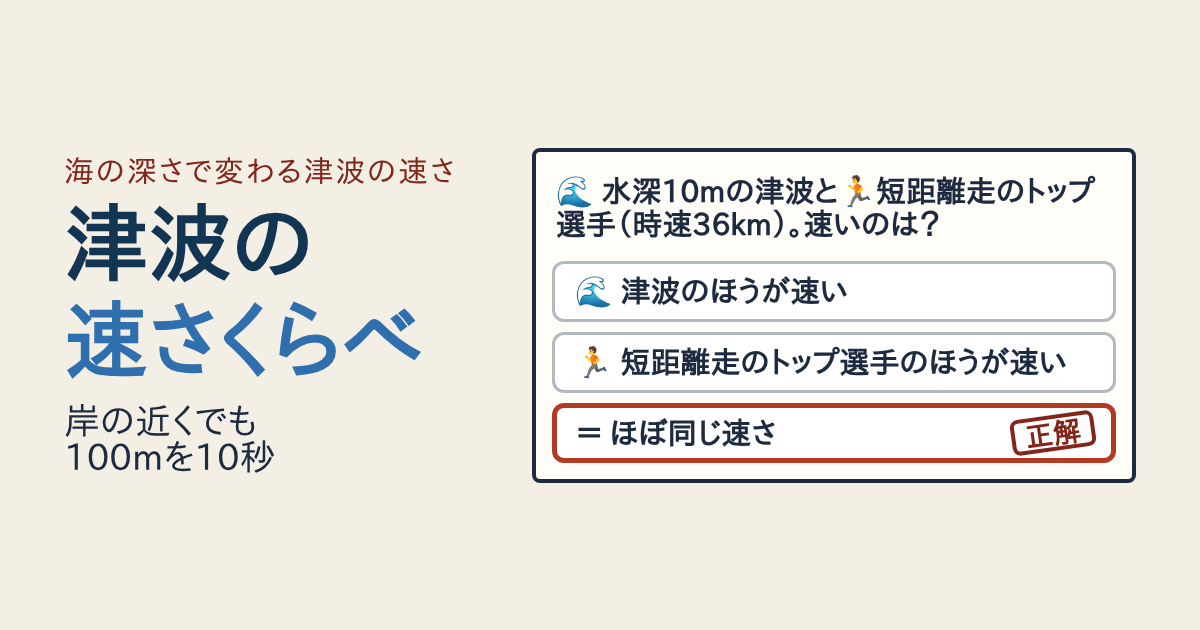 海の深さで変わる津波の速さ
津波の
速さくらべ
岸の近くでも
100mを10秒
🌊 水深10mの津波と🏃短距離走のトップ
選手（時速36km）。速いのは？
🌊 津波のほうが速い
🏃 短距離走のトップ選手のほうが速い
＝ ほぼ同じ速さ
正解